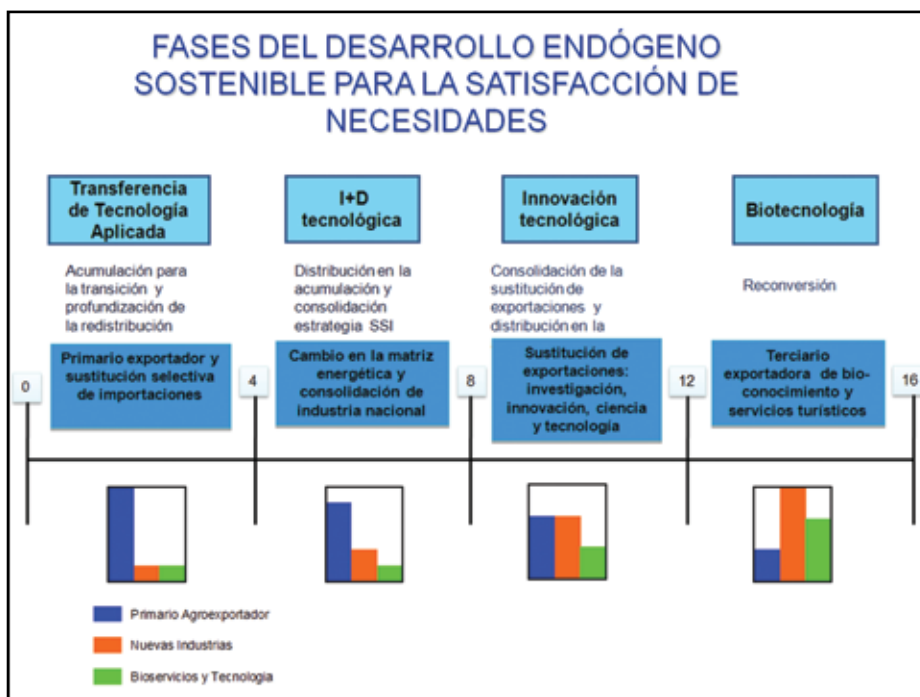 FASES DEL DESARROLLO ENDÓGENO
SOSTENIBLE PARA LA SATISFACCIÓN DE
NECESIDADES
Transferencia
de Tecnología
Aplicada
I+D
tecnológica
Innovación
tecnológica
Biotecnología
Acumulación para
la transición y
profundización de
la redistribución
Distribución en la
acumulación y
consolidación
estrategia SSI
Consolidación de la
sustitución de
exportaciones y
distribución en la
Reconversión
0
Primario exportador y
sustitución selectiva
de importaciones
4
Cambio en la matriz
energética y
consolidación de
industria nacional
8
Sustitución de
exportaciones:
investigación,
innovación, ciencia
y tecnología
12
Terciario
exportadora de bio-
conocimiento y
servicios turísticos
16
Primario Agroexportador
Nuevas Industrias
Bioservicios y Tecnología